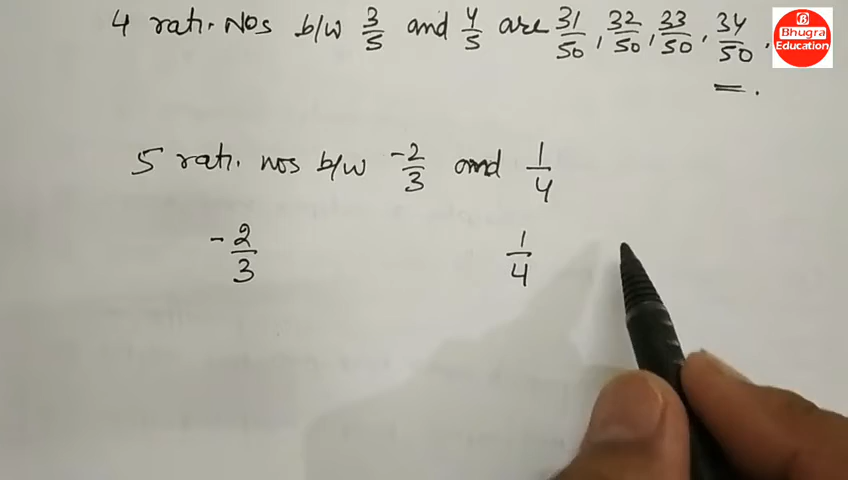 4 rati. Nos b/w 3/5 and 4/5 are 31/50, 32/50, 33/50, 34/50.
B
Bhugra
Education
5 rati. nos b/w -2/3 and 1/4
-2/3 1/4